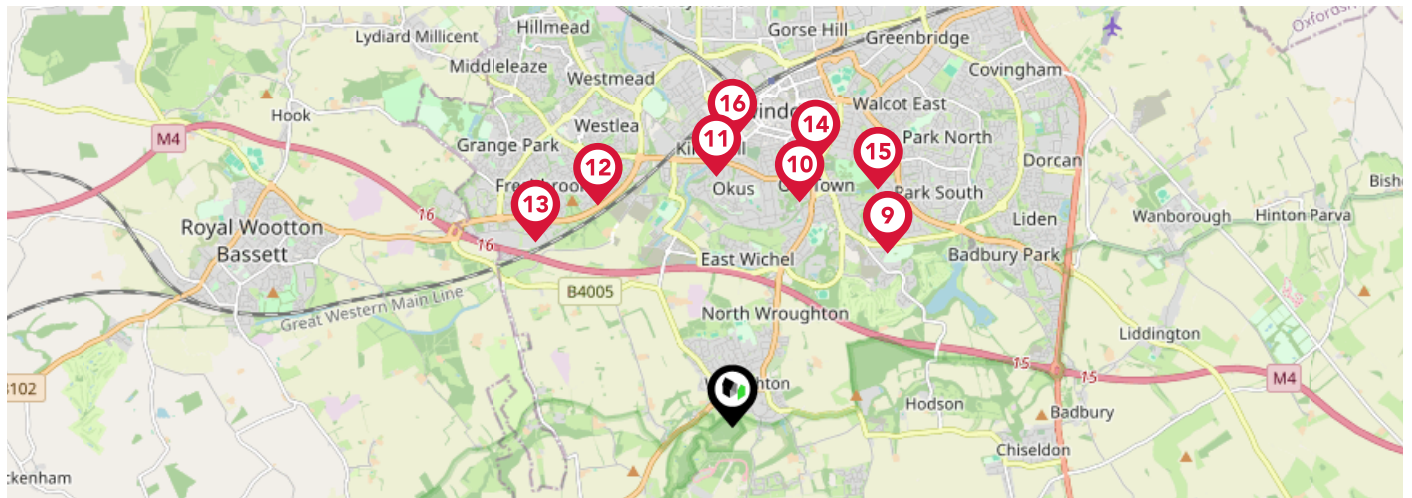 Hillmead
Gorse Hill
Oxfordsh
Lydiard Millicent
Greenbridge
Middleleaze
Westmead
Covingham
16
Walcot East
Hook
Westlea
14
M4
11
Park North
Grange Park
15
Dorcan
12
10
Okus
Park South
13
16
9
Liden
Wanborough
Hinton Parva
Royal Wootton
Bassett
16
East Wichel
Badbury Park
B4005
Great Western Main Line
North Wroughton
Liddington
15
15
M4
Hodson
Badbury
Chiseldon